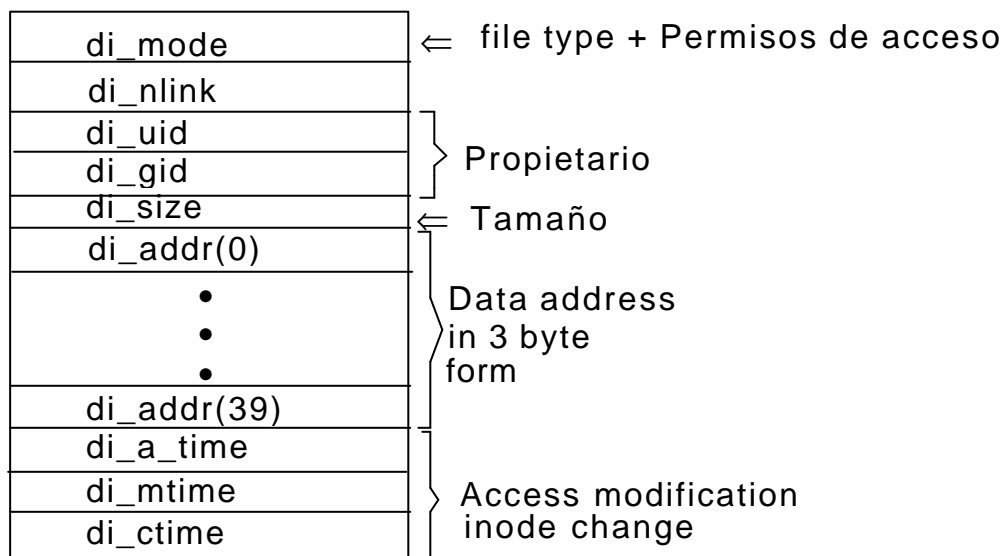 di_mode
⇐ file type + Permisos de acceso
di_nlink
di_uid
di_gid
Propietario
di_size
⇐ Tamaño
di_addr(0)
•
•
•
Data address
in 3 byte
form
di_addr(39)
di_a_time
di_mtime
di_ctime
Access modification
inode change